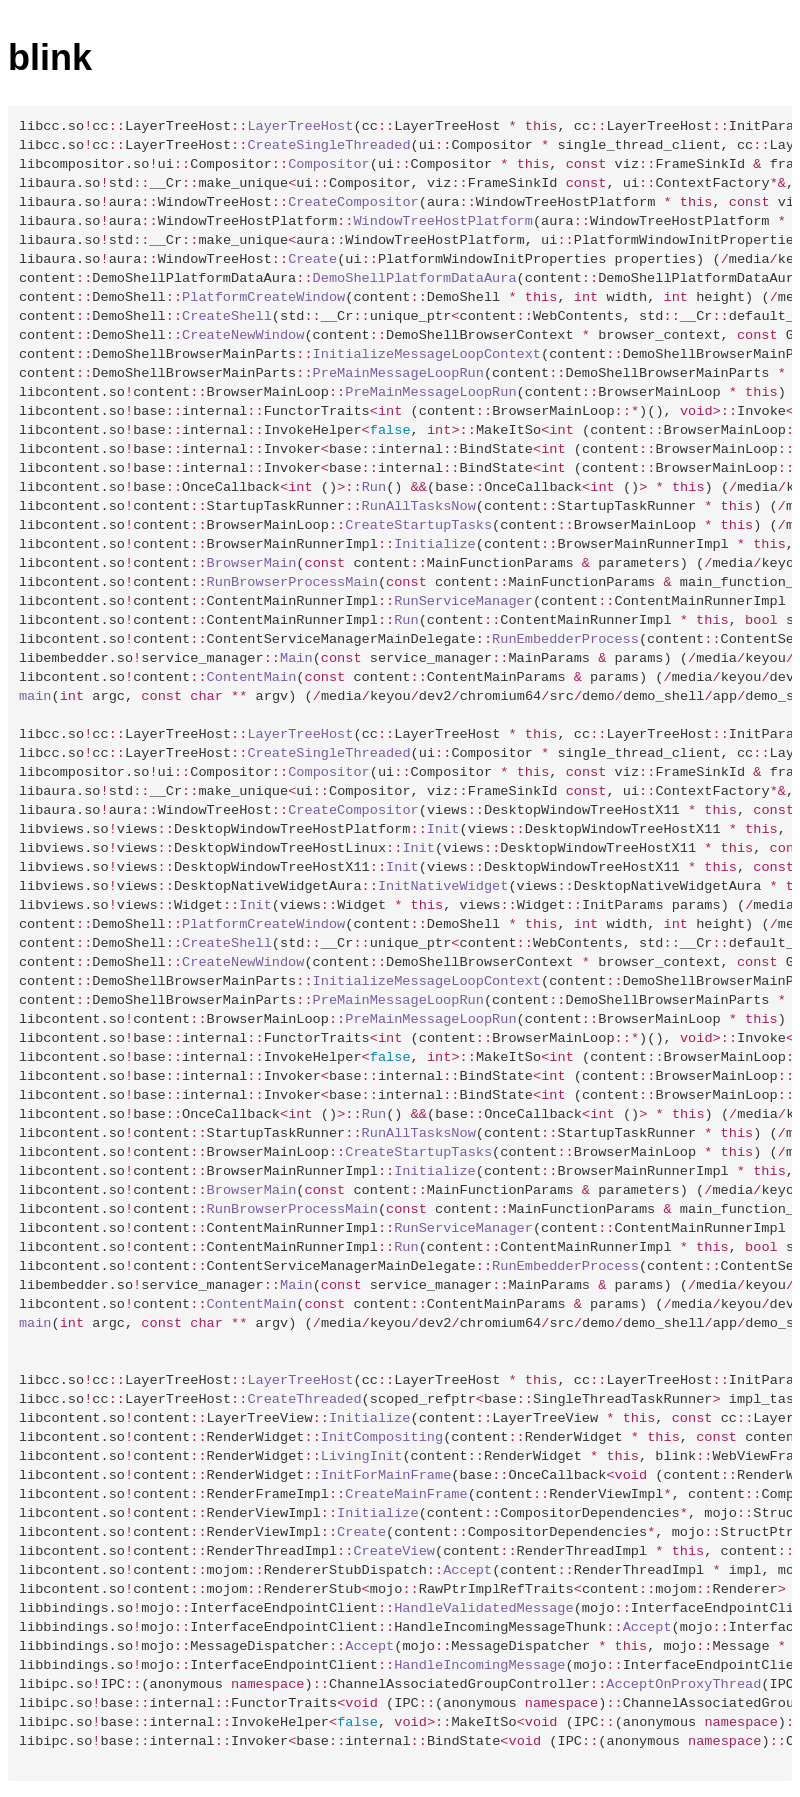 blink
libcc.so!cc::LayerTreeHost::LayerTreeHost(cc::LayerTreeHost * this, cc::LayerTreeHost::InitPara
libcc.so!cc::LayerTreeHost::CreateSingleThreaded(ui::Compositor * single_thread_client, cc::Lay
libcompositor.so!ui::Compositor::Compositor(ui::Compositor * this, const viz::FrameSinkId & fra
libaura.so!std::__Cr::make_unique<ui::Compositor, viz::FrameSinkId const, ui::ContextFactory*&,
libaura.so!aura::WindowTreeHost::CreateCompositor(aura::WindowTreeHostPlatform * this, const vi
libaura.so!aura::WindowTreeHostPlatform::WindowTreeHostPlatform(aura::WindowTreeHostPlatform *
libaura.so!std::__Cr::make_unique<aura::WindowTreeHostPlatform, ui::PlatformWindowInitPropertie
libaura.so!aura::WindowTreeHost::Create(ui::PlatformWindowInitProperties properties) (/media/ke
content::DemoShellPlatformDataAura::DemoShellPlatformDataAura(content::DemoShellPlatformDataAur
content::DemoShell::PlatformCreateWindow(content::DemoShell * this, int width, int height) (/me
content::DemoShell::CreateShell(std::__Cr::unique_ptr<content::WebContents, std::__Cr::default_
content::DemoShell::CreateNewWindow(content::DemoShellBrowserContext * browser_context, const G
content::DemoShellBrowserMainParts::InitializeMessageLoopContext(content::DemoShellBrowserMainP
content::DemoShellBrowserMainParts::PreMainMessageLoopRun(content::DemoShellBrowserMainParts *
libcontent.so!content::BrowserMainLoop::PreMainMessageLoopRun(content::BrowserMainLoop * this)
libcontent.so!base::internal::FunctorTraits<int (content::BrowserMainLoop::*)(), void>::Invoke<
libcontent.so!base::internal::InvokeHelper<false, int>::MakeItSo<int (content::BrowserMainLoop:
libcontent.so!base::internal::Invoker<base::internal::BindState<int (content::BrowserMainLoop::
libcontent.so!base::internal::Invoker<base::internal::BindState<int (content::BrowserMainLoop::
libcontent.so!base::OnceCallback<int ()>::Run() &&(base::OnceCallback<int ()> * this) (/media/k
libcontent.so!content::StartupTaskRunner::RunAllTasksNow(content::StartupTaskRunner * this) (/m
libcontent.so!content::BrowserMainLoop::CreateStartupTasks(content::BrowserMainLoop * this) (/m
libcontent.so!content::BrowserMainRunnerImpl::Initialize(content::BrowserMainRunnerImpl * this,
libcontent.so!content::BrowserMain(const content::MainFunctionParams & parameters) (/media/keyo
libcontent.so!content::RunBrowserProcessMain(const content::MainFunctionParams & main_function_
libcontent.so!content::ContentMainRunnerImpl::RunServiceManager(content::ContentMainRunnerImpl
libcontent.so!content::ContentMainRunnerImpl::Run(content::ContentMainRunnerImpl * this, bool s
libcontent.so!content::ContentServiceManagerMainDelegate::RunEmbedderProcess(content::ContentSe
libembedder.so!service_manager::Main(const service_manager::MainParams & params) (/media/keyou/
libcontent.so!content::ContentMain(const content::ContentMainParams & params) (/media/keyou/dev
main(int argc, const char ** argv) (/media/keyou/dev2/chromium64/src/demo/demo_shell/app/demo_s
libcc.so!cc::LayerTreeHost::LayerTreeHost(cc::LayerTreeHost * this, cc::LayerTreeHost::InitPara
libcc.so!cc::LayerTreeHost::CreateSingleThreaded(ui::Compositor * single_thread_client, cc::Lay
libcompositor.so!ui::Compositor::Compositor(ui::Compositor * this, const viz::FrameSinkId & fra
libaura.so!std::__Cr::make_unique<ui::Compositor, viz::FrameSinkId const, ui::ContextFactory*&,
libaura.so!aura::WindowTreeHost::CreateCompositor(views::DesktopWindowTreeHostX11 * this, const
libviews.so!views::DesktopWindowTreeHostPlatform::Init(views::DesktopWindowTreeHostX11 * this,
libviews.so!views::DesktopWindowTreeHostLinux::Init(views::DesktopWindowTreeHostX11 * this, con
libviews.so!views::DesktopWindowTreeHostX11::Init(views::DesktopWindowTreeHostX11 * this, const
libviews.so!views::DesktopNativeWidgetAura::InitNativeWidget(views::DesktopNativeWidgetAura * t
libviews.so!views::Widget::Init(views::Widget * this, views::Widget::InitParams params) (/media
content::DemoShell::PlatformCreateWindow(content::DemoShell * this, int width, int height) (/me
content::DemoShell::CreateShell(std::__Cr::unique_ptr<content::WebContents, std::__Cr::default_
content::DemoShell::CreateNewWindow(content::DemoShellBrowserContext * browser_context, const G
content::DemoShellBrowserMainParts::InitializeMessageLoopContext(content::DemoShellBrowserMainP
content::DemoShellBrowserMainParts::PreMainMessageLoopRun(content::DemoShellBrowserMainParts *
libcontent.so!content::BrowserMainLoop::PreMainMessageLoopRun(content::BrowserMainLoop * this)
libcontent.so!base::internal::FunctorTraits<int (content::BrowserMainLoop::*)(), void>::Invoke<
libcontent.so!base::internal::InvokeHelper<false, int>::MakeItSo<int (content::BrowserMainLoop:
libcontent.so!base::internal::Invoker<base::internal::BindState<int (content::BrowserMainLoop::
libcontent.so!base::internal::Invoker<base::internal::BindState<int (content::BrowserMainLoop::
libcontent.so!base::OnceCallback<int ()>::Run() &&(base::OnceCallback<int ()> * this) (/media/k
libcontent.so!content::StartupTaskRunner::RunAllTasksNow(content::StartupTaskRunner * this) (/m
libcontent.so!content::BrowserMainLoop::CreateStartupTasks(content::BrowserMainLoop * this) (/m
libcontent.so!content::BrowserMainRunnerImpl::Initialize(content::BrowserMainRunnerImpl * this,
libcontent.so!content::BrowserMain(const content::MainFunctionParams & parameters) (/media/keyo
libcontent.so!content::RunBrowserProcessMain(const content::MainFunctionParams & main_function_
libcontent.so!content::ContentMainRunnerImpl::RunServiceManager(content::ContentMainRunnerImpl
libcontent.so!content::ContentMainRunnerImpl::Run(content::ContentMainRunnerImpl * this, bool s
libcontent.so!content::ContentServiceManagerMainDelegate::RunEmbedderProcess(content::ContentSe
libembedder.so!service_manager::Main(const service_manager::MainParams & params) (/media/keyou/
libcontent.so!content::ContentMain(const content::ContentMainParams & params) (/media/keyou/dev
main(int argc, const char ** argv) (/media/keyou/dev2/chromium64/src/demo/demo_shell/app/demo_s
libcc.so!cc::LayerTreeHost::LayerTreeHost(cc::LayerTreeHost * this, cc::LayerTreeHost::InitPara
libcc.so!cc::LayerTreeHost::CreateThreaded(scoped_refptr<base::SingleThreadTaskRunner> impl_tas
libcontent.so!content::LayerTreeView::Initialize(content::LayerTreeView * this, const cc::Layer
libcontent.so!content::RenderWidget::InitCompositing(content::RenderWidget * this, const conten
libcontent.so!content::RenderWidget::LivingInit(content::RenderWidget * this, blink::WebViewFra
libcontent.so!content::RenderWidget::InitForMainFrame(base::OnceCallback<void (content::RenderW
libcontent.so!content::RenderFrameImpl::CreateMainFrame(content::RenderViewImpl*, content::Comp
libcontent.so!content::RenderViewImpl::Initialize(content::CompositorDependencies*, mojo::Struc
libcontent.so!content::RenderViewImpl::Create(content::CompositorDependencies*, mojo::StructPtr
libcontent.so!content::RenderThreadImpl::CreateView(content::RenderThreadImpl * this, content::
libcontent.so!content::mojom::RendererStubDispatch::Accept(content::RenderThreadImpl * impl, mo
libcontent.so!content::mojom::RendererStub<mojo::RawPtrImplRefTraits<content::mojom::Renderer>
libbindings.so!mojo::InterfaceEndpointClient::HandleValidatedMessage(mojo::InterfaceEndpointCli
libbindings.so!mojo::InterfaceEndpointClient::HandleIncomingMessageThunk::Accept(mojo::Interfac
libbindings.so!mojo::MessageDispatcher::Accept(mojo::MessageDispatcher * this, mojo::Message *
libbindings.so!mojo::InterfaceEndpointClient::HandleIncomingMessage(mojo::InterfaceEndpointClie
libipc.so!IPC::(anonymous namespace)::ChannelAssociatedGroupController::AcceptOnProxyThread(IPC
libipc.so!base::internal::FunctorTraits<void (IPC::(anonymous namespace)::ChannelAssociatedGrou
libipc.so!base::internal::InvokeHelper<false, void>::MakeItSo<void (IPC::(anonymous namespace):
libipc.so!base::internal::Invoker<base::internal::BindState<void (IPC::(anonymous namespace)::C